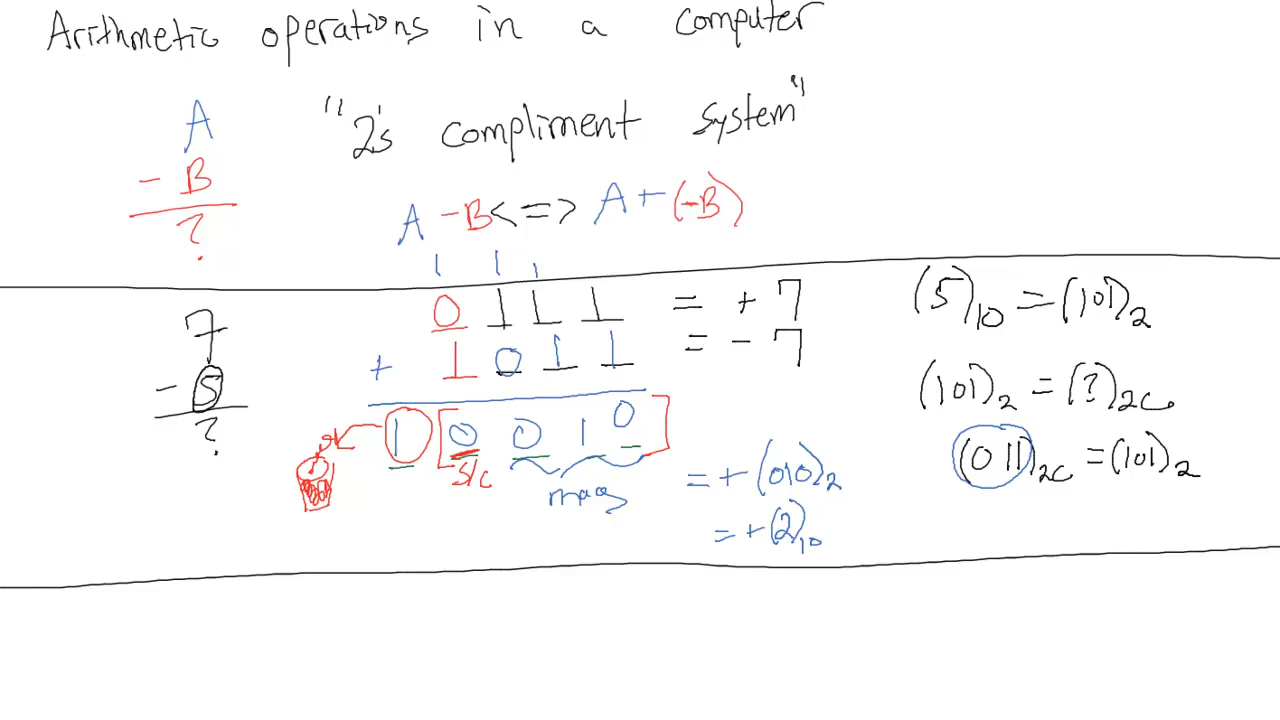 Arithmetic operations in a computer
A
- B
?
"2's compliment system"
A - B <=> A + (-B)
1 1 1
7
- 5
?
0 1 1 1 = + 7
+ 1 0 1 1 = - 7
1 [0 0 1 0]
S/C
mag
= + (010)2
= + (2)10
(5)10 = (101)2
(101)2 = (?)2C
(011)2C = (101)2